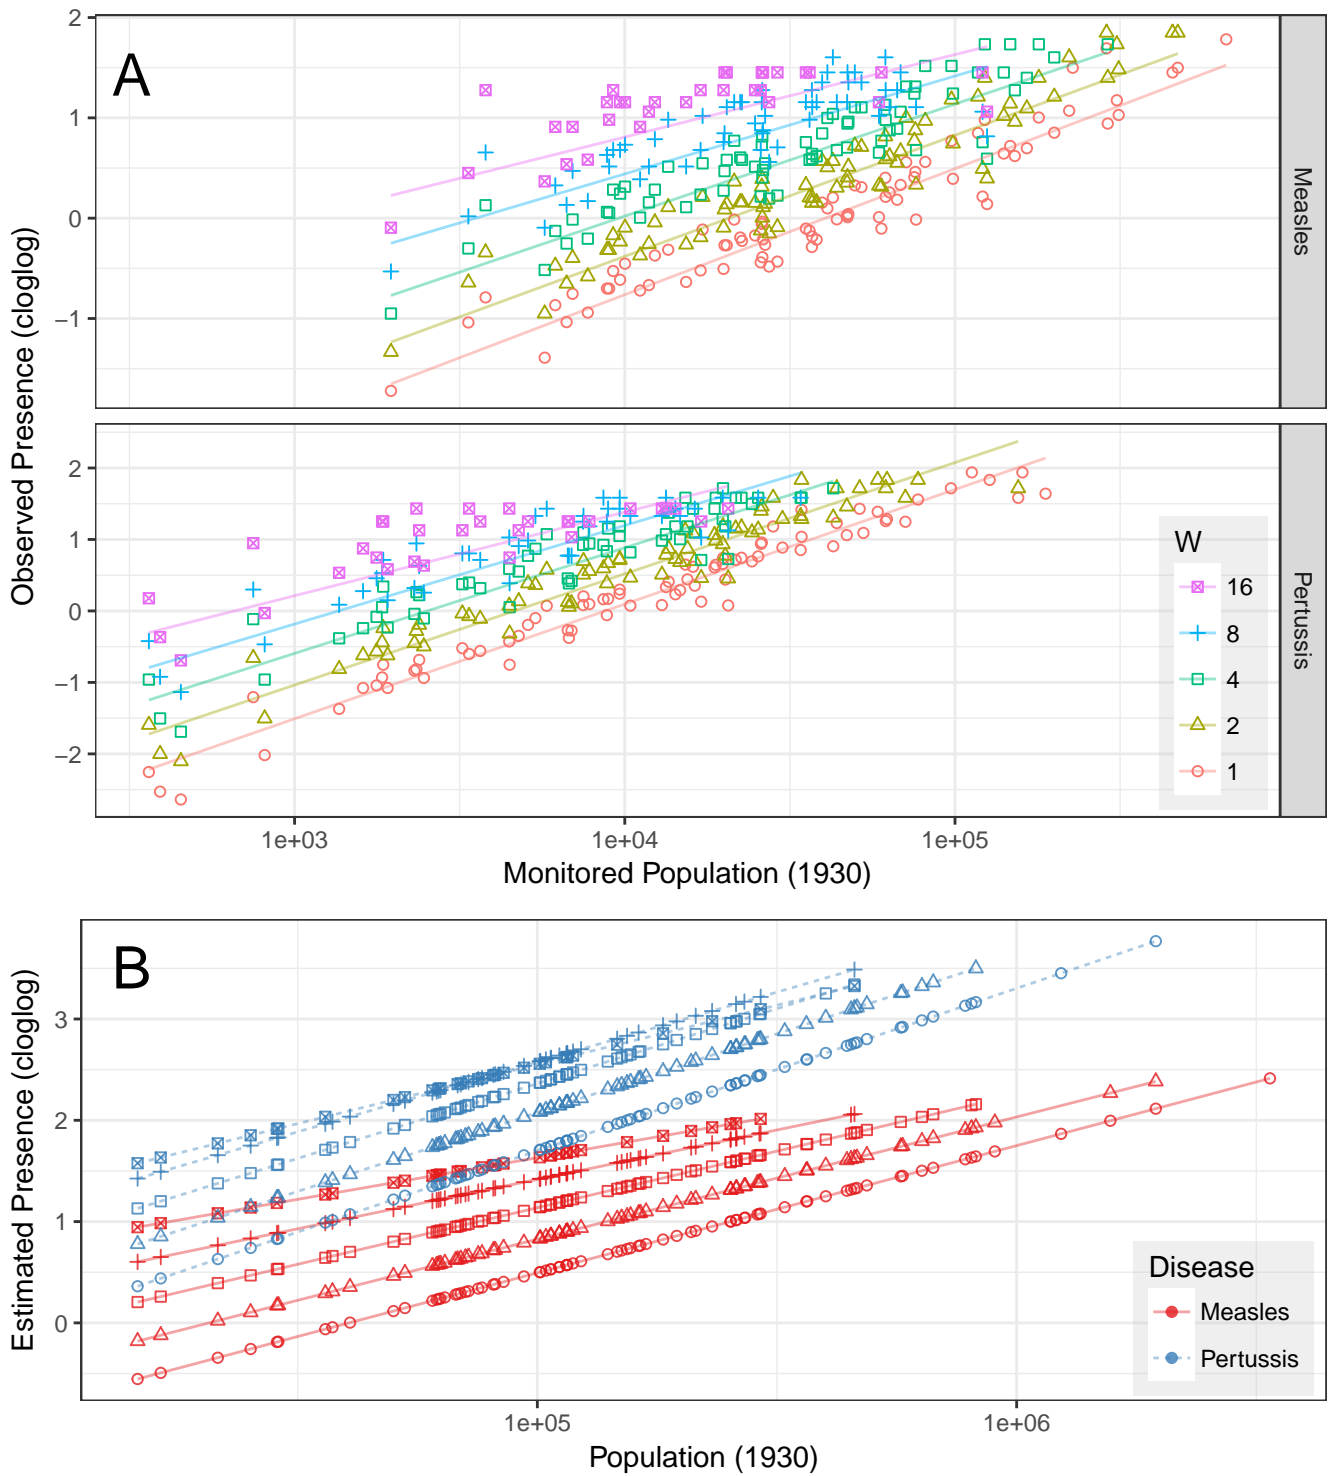 A
Observed Presence (cloglog)
2
1
0
−1
Measles
2
1
0
−1
−2
Pertussis
W
16
8
4
2
1
1e+03
1e+04
1e+05
Monitored Population (1930)
B
Estimated Presence (cloglog)
3
2
1
0
Disease
Measles
Pertussis
1e+05
1e+06
Population (1930)